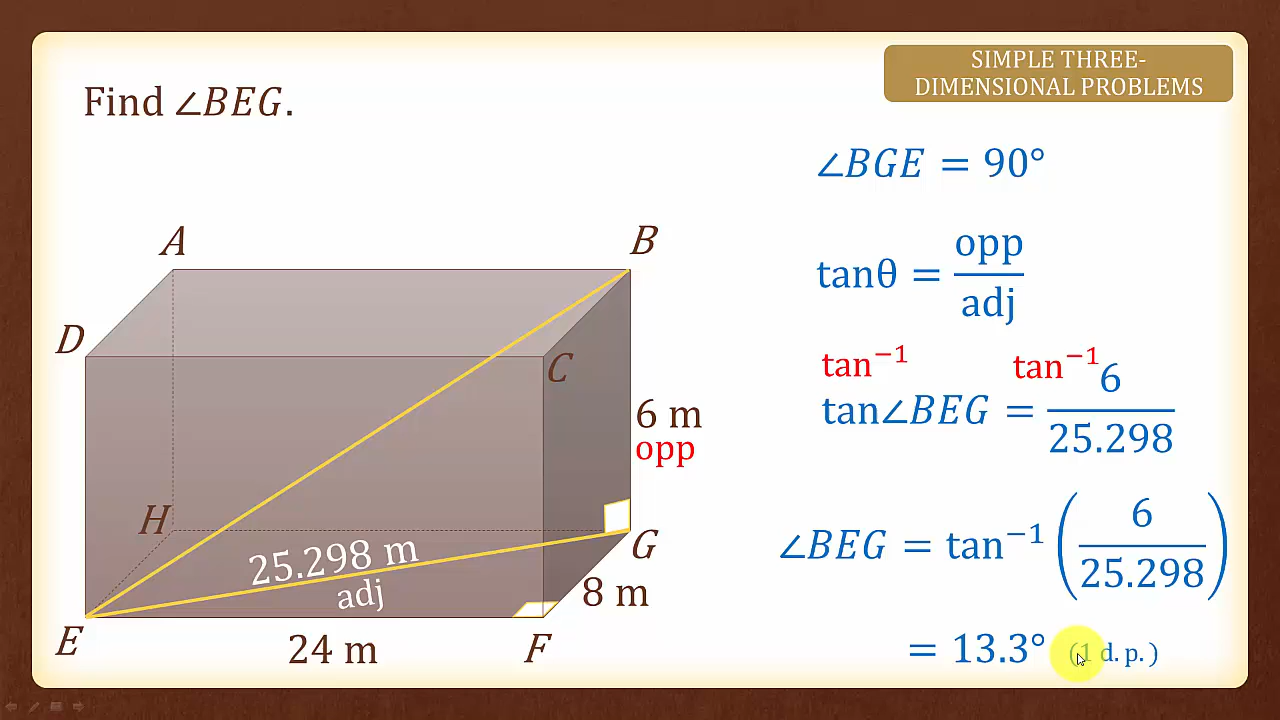 SIMPLE THREE-
DIMENSIONAL PROBLEMS
Find ∠BEG.
∠BGE = 90°
tanθ = opp/adj
tan⁻¹ tan⁻¹
tan∠BEG = 6/25.298
∠BEG = tan⁻¹ (6/25.298)
= 13.3° (1 d.p.)
A
B
D
C
6 m
opp
H
G
25.298 m
adj
8 m
E
24 m
F